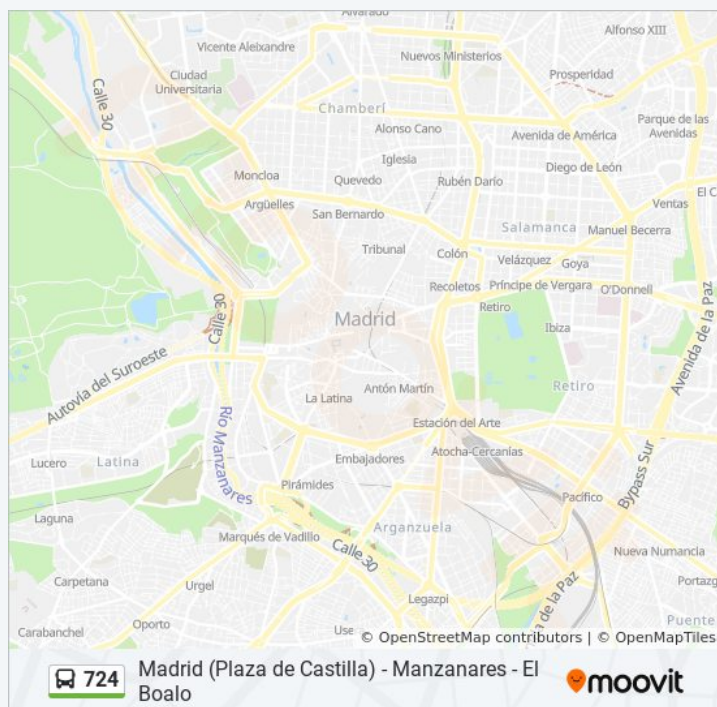 Alvarado
Alfonso XIII
Vicente Aleixandre
Nuevos Ministerios
Ciudad
Universitaria
Prosperidad
Calle 30
Chamberí
Parque de las
Avenidas
Alonso Cano
Avenida de América
Iglesia
Diego de León
Moncloa
Quevedo
Rubén Darío
El C
Argüelles
San Bernardo
Ventas
Salamanca
Manuel Becerra
Tribunal
Colón
Velázquez
Goya
Recoletos
Príncipe de Vergara
O'Donnell
Calle 30
Retiro
Madrid
Ibiza
Avenida de la Paz
Autovía del Suroeste
Antón Martín
Retiro
La Latina
Estación del Arte
Río Manzanares
Atocha-Cercanías
Lucero
Latina
Embajadores
Bypass Sur
Pirámides
Pacífico
Laguna
Arganzuela
Marqués de Vadillo
Calle 30
Nueva Numancia
Carpetana
Urgel
Portazg
Legazpi
a de la Paz
Oporto
Puente
Carabanchel
Use
© OpenStreetMap contributors | © OpenMapTiles
724
Madrid (Plaza de Castilla) - Manzanares - El
Boalo
moovit